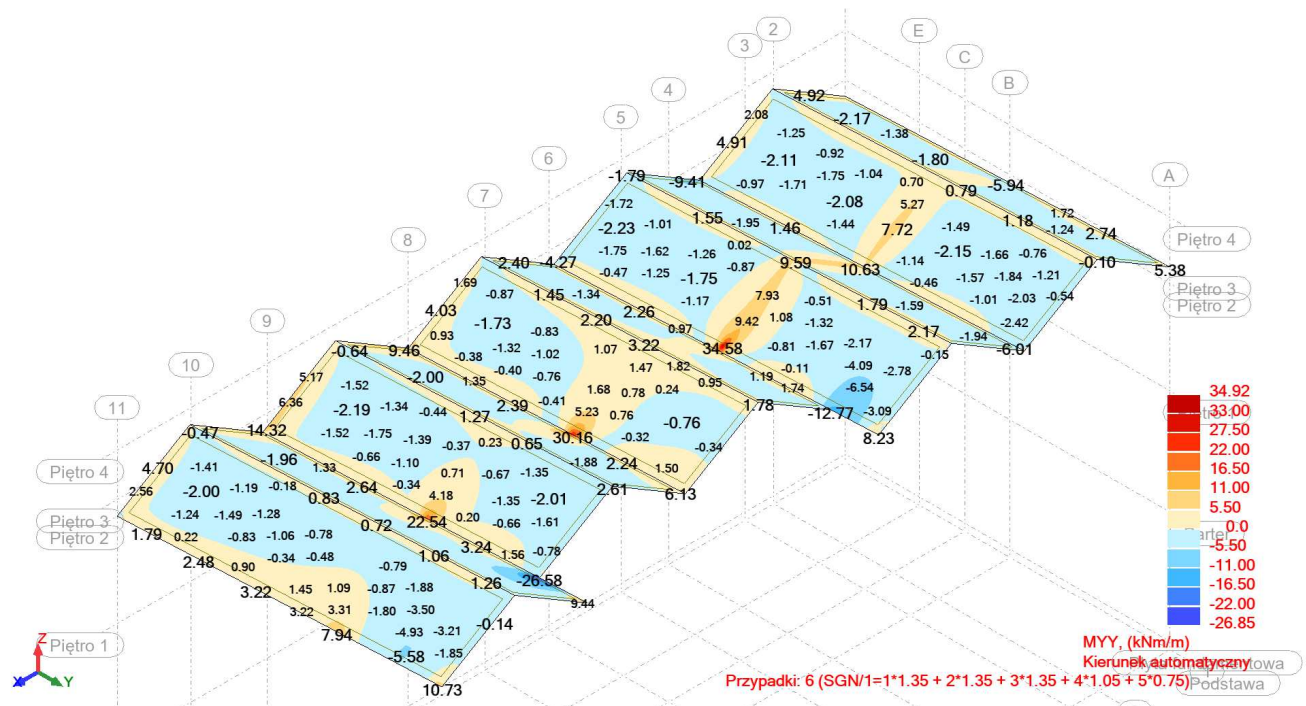 2
E
3
C
4
B
5
6
A
7
8
9
10
11
Piętro 4
Piętro 3
Piętro 2
Piętro 4
Piętro 3
Piętro 2
Piętro 1
4.92
2.08 -2.17
-1.25 -1.38
4.91
-2.11 -0.92 -1.80
-1.75 -1.04
-0.97 -1.71 0.70 0.79 -5.94
-2.08 5.27
-1.44 7.72 -1.49 1.18 1.72 -1.24 2.74
-1.14 -2.15 -1.66 -0.76 -0.10 5.38
-0.46 -1.57 -1.84 -1.21
-1.01 -2.03 -0.54
-2.42
-1.79 -9.41
-1.72 1.55 -1.95 1.46
-2.23 -1.01 0.02
-1.75 -1.62 -1.26 -0.87 9.59 10.63
-0.47 -1.25 -1.75
-1.17 7.93 -0.51 1.79 -1.59
9.42 1.08 -1.32 2.17 -1.94 -6.01
34.58 -0.81 -1.67 -2.17 -0.15
-0.11 -4.09 -2.78
1.19 1.74 -6.54
-12.77 -3.09
8.23
2.40 -4.27
1.69 -0.87 1.45 -1.34
4.03 -1.73 2.20 2.26
0.93 -0.83 0.97
-0.38 -1.32 -1.02 1.07 3.22
-0.40 -0.76 1.47 1.82
1.68 0.78 0.24 0.95
-0.41 5.23 0.76 1.78
30.16 -0.32 -0.76
-0.34
-1.88 2.24 1.50
6.13
-0.64 9.46
5.17 -2.00 1.35
-1.52 2.39
6.36 -2.19 -1.34 -0.44 1.27
-1.52 -1.75 -1.39 -0.37 0.23 0.65
-0.66 -1.10 0.71 -0.67 -1.35
-0.34 4.18 -1.35 -2.01 2.61
22.54 0.20 -0.66 -1.61
3.24 1.56 -0.78
-26.58
9.44
-0.47 14.32
4.70 -1.41 -1.96 1.33
2.56 -2.00 -1.19 -0.18 0.83 2.64
-1.24 -1.49 -1.28 0.72
1.79 0.22 -0.83 -1.06 -0.78 1.06
2.48 0.90 -0.34 -0.48 -0.79 1.26
3.22 1.45 1.09 -0.87 -1.88
3.22 3.31 -1.80 -3.50 -0.14
7.94 -4.93 -3.21
-5.58 -1.85
10.73
34.92
33.00
27.50
22.00
16.50
11.00
5.50
0.0
-5.50
-11.00
-16.50
-22.00
-26.85
MYY, (kNm/m)
Kierunek automatyczny
Przypadki: 6 (SGN/1=1*1.35 + 2*1.35 + 3*1.35 + 4*1.05 + 5*0.75)
Podstawa
Z
X
Y